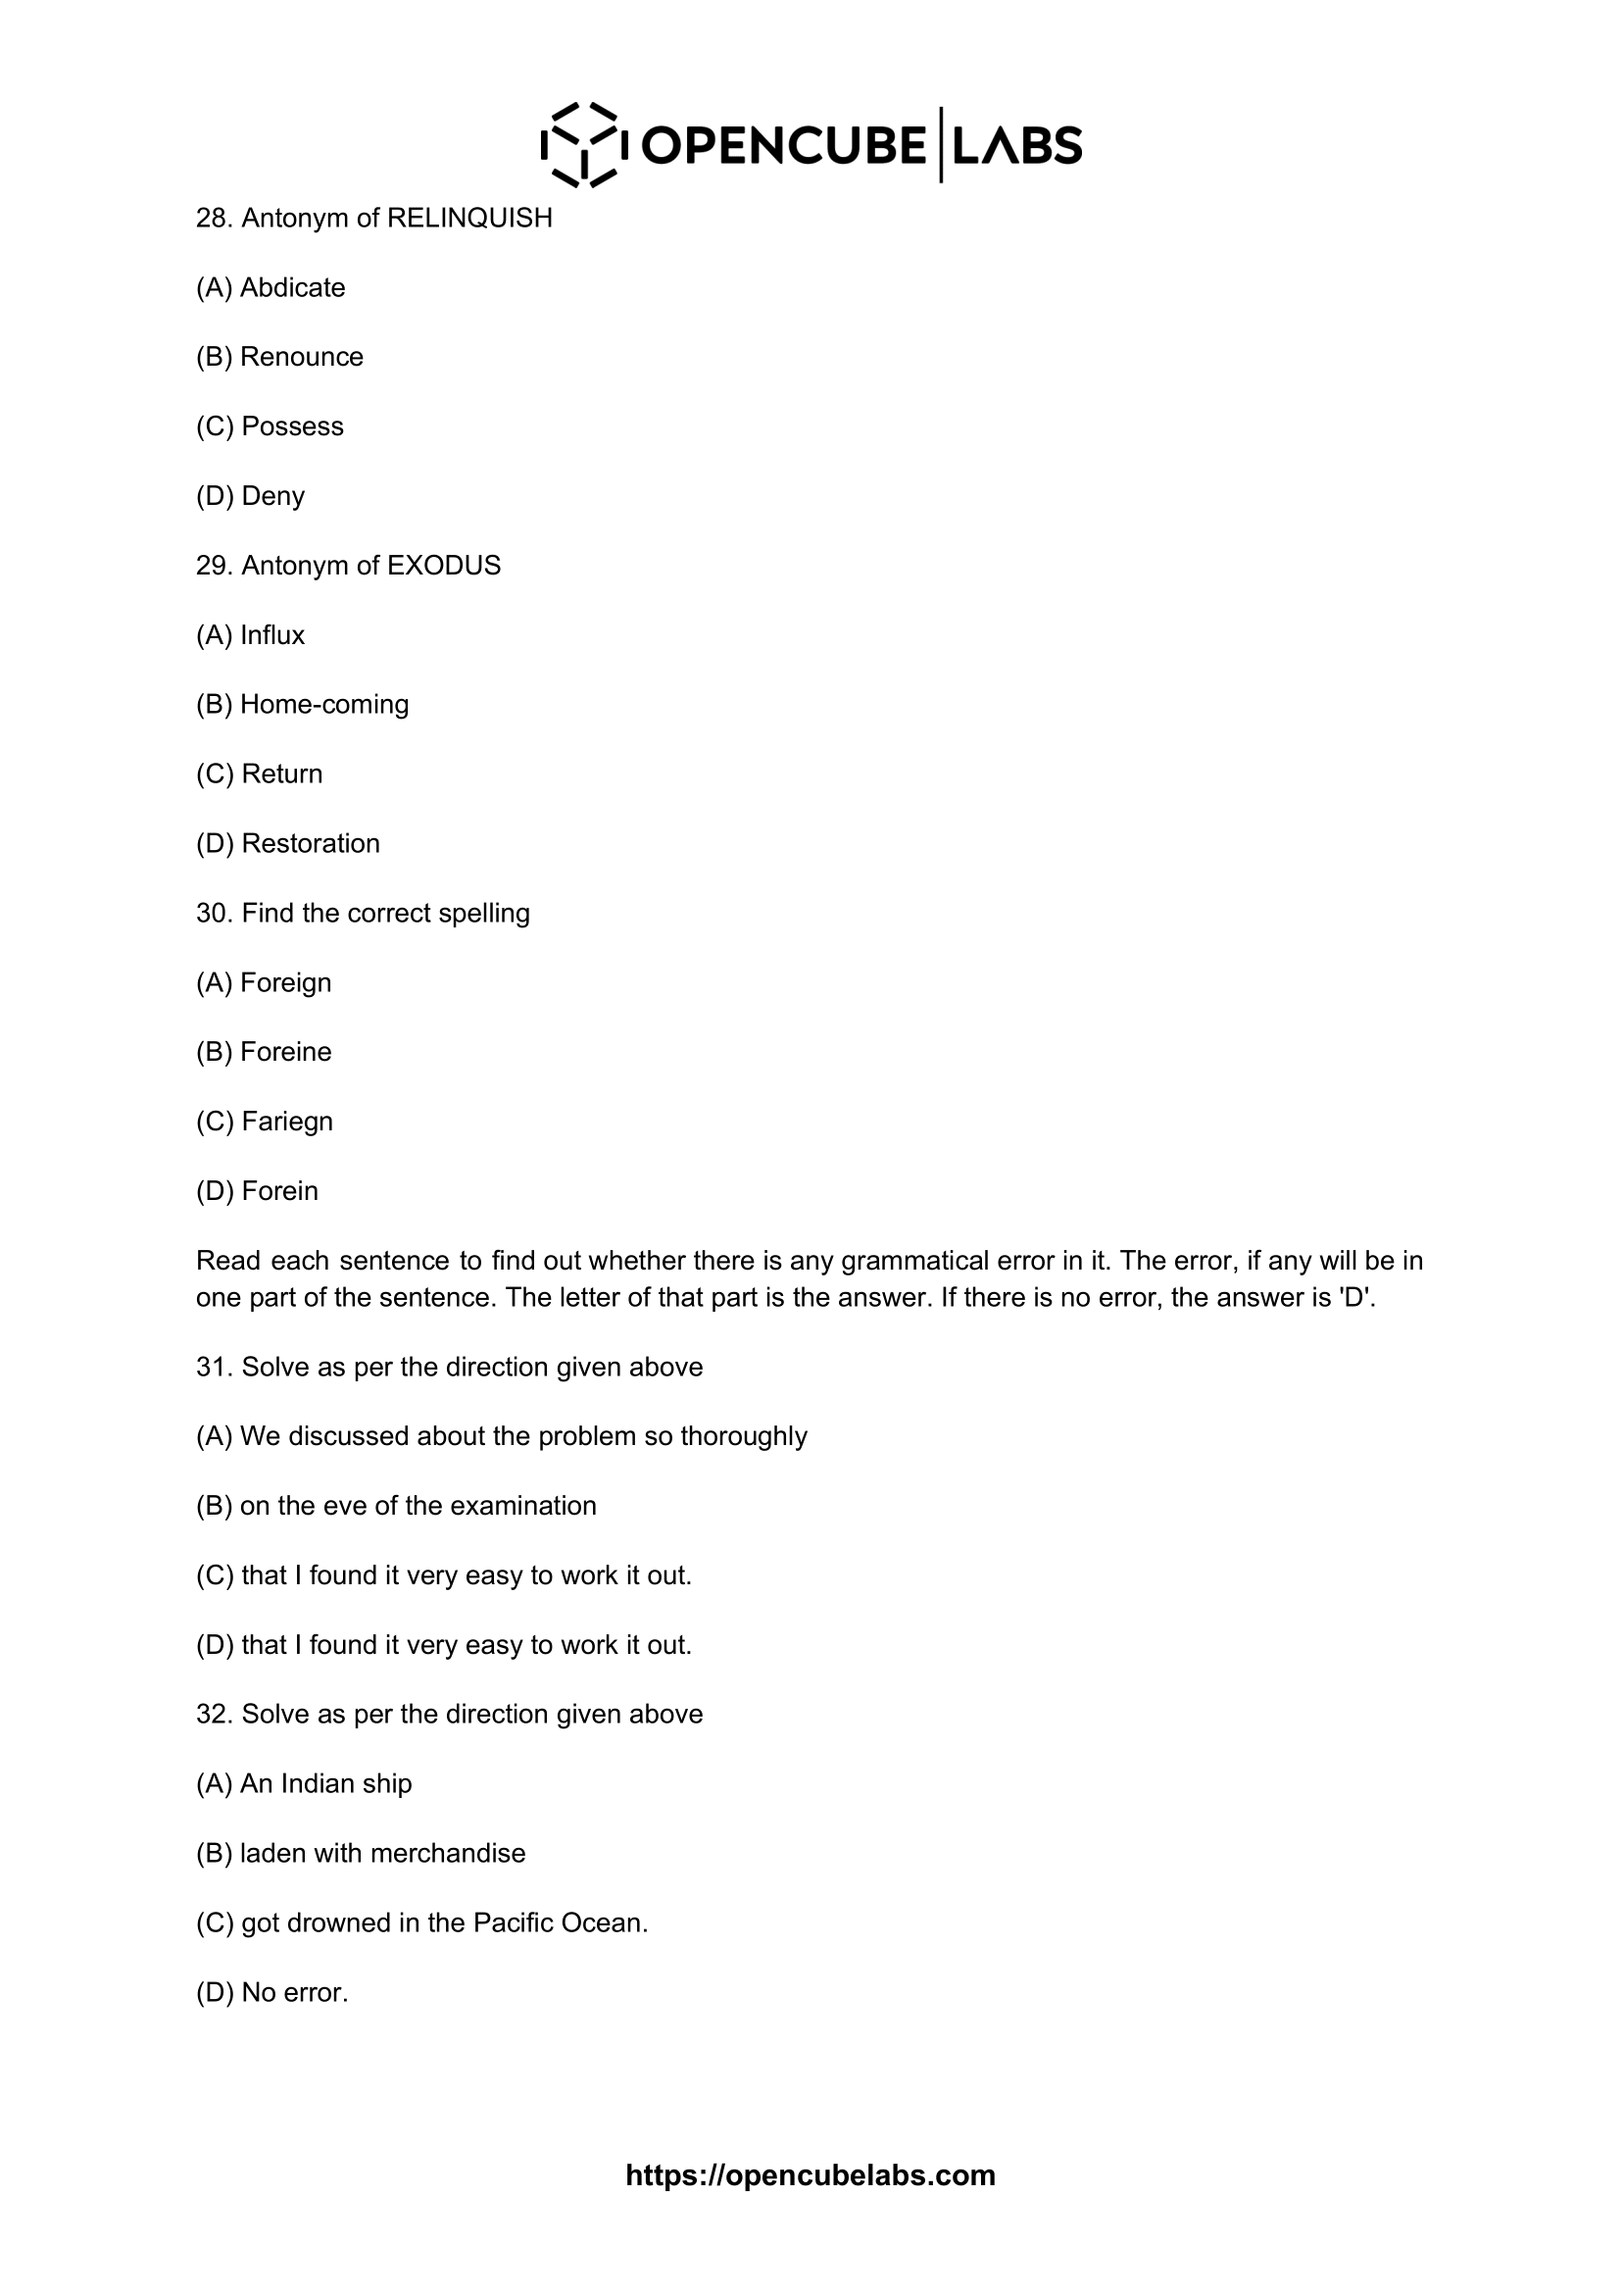 OPENCUBE LABS
28. Antonym of RELINQUISH
(A) Abdicate
(B) Renounce
(C) Possess
(D) Deny
29. Antonym of EXODUS
(A) Influx
(B) Home-coming
(C) Return
(D) Restoration
30. Find the correct spelling
(A) Foreign
(B) Foreine
(C) Fariegn
(D) Forein
Read each sentence to find out whether there is any grammatical error in it. The error, if any will be in
one part of the sentence. The letter of that part is the answer. If there is no error, the answer is 'D'.
31. Solve as per the direction given above
(A) We discussed about the problem so thoroughly
(B) on the eve of the examination
(C) that I found it very easy to work it out.
(D) that I found it very easy to work it out.
32. Solve as per the direction given above
(A) An Indian ship
(B) laden with merchandise
(C) got drowned in the Pacific Ocean.
(D) No error.
https://opencubelabs.com